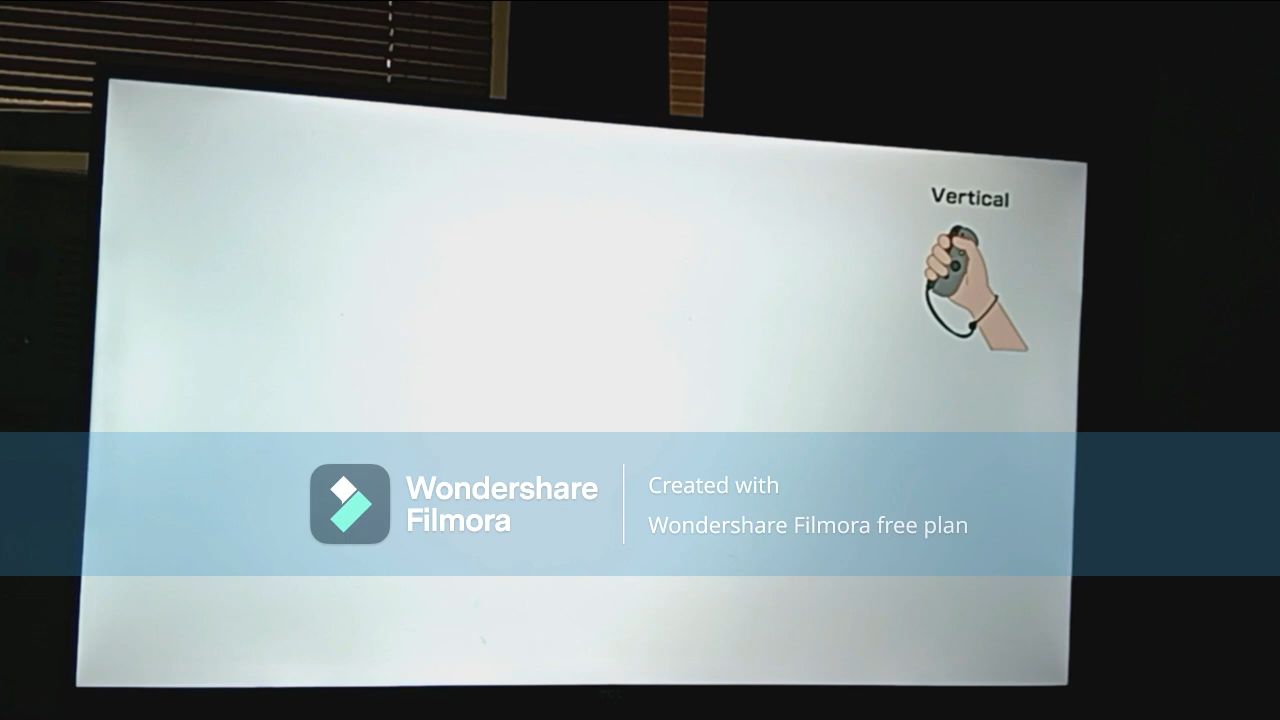 Vertical
Wondershare
Filmora
Created with
Wondershare Filmora free plan